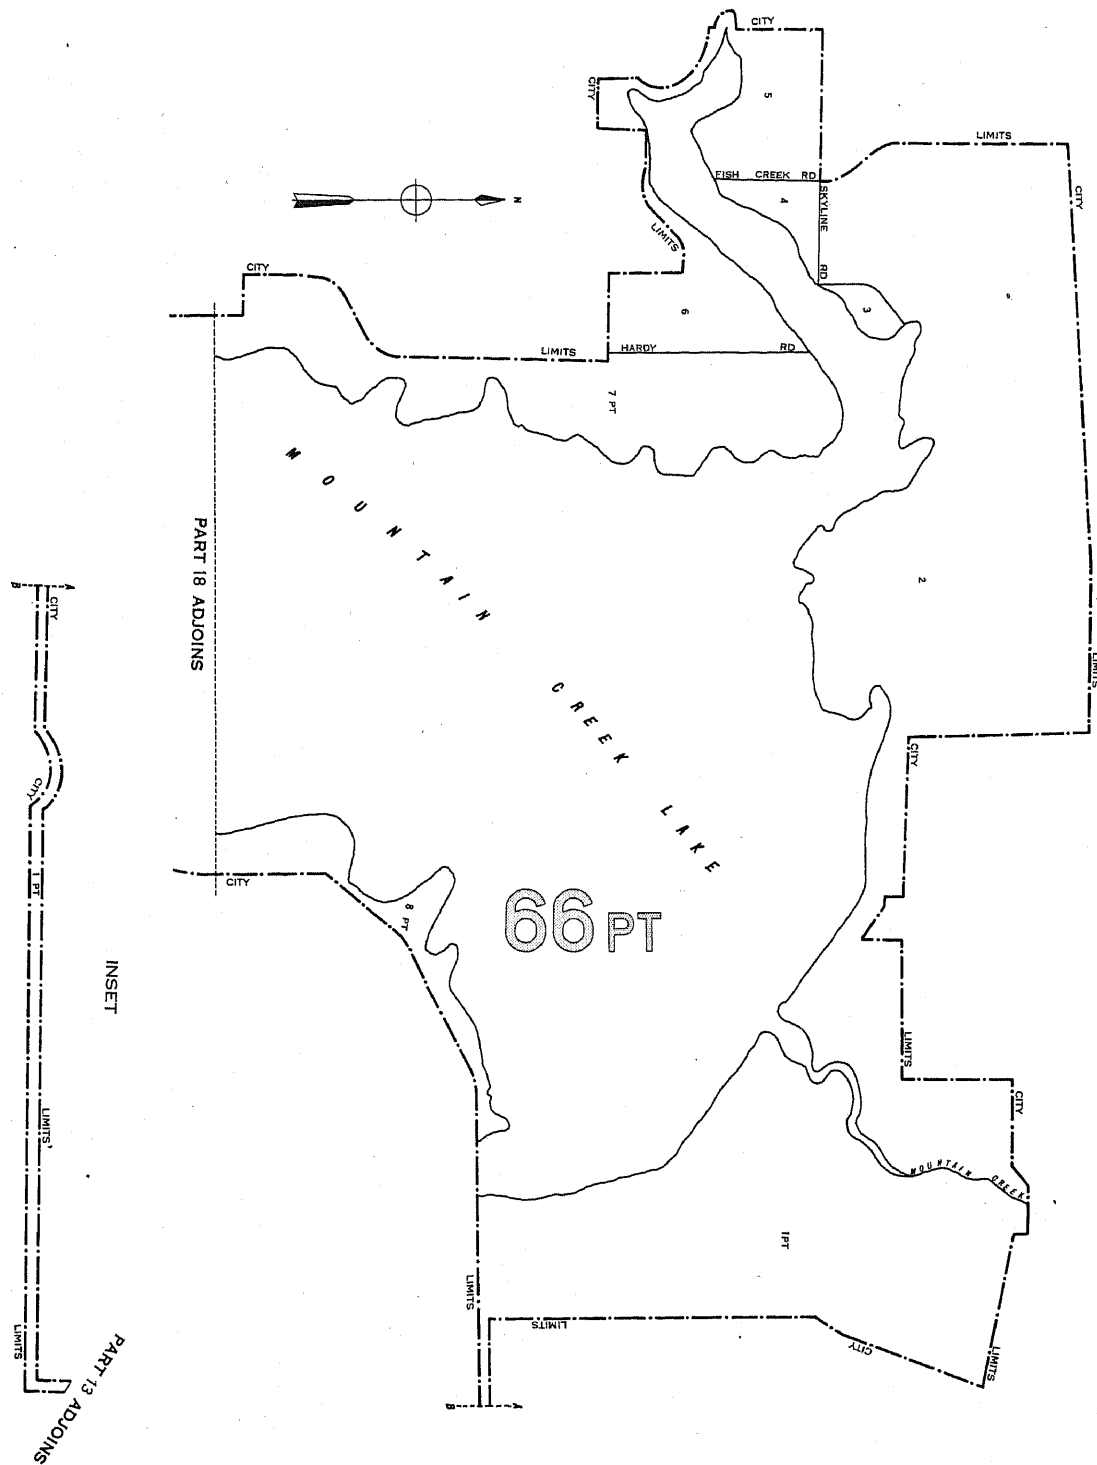 CITY
CITY
5
LIMITS
CITY
FISH CREEK RD
4
SKYLINE RD
N
LIMITS
CITY
3
6
LIMITS
HARDY RD
7 PT
MOUNTAIN CREEK LAKE
2
PART 18 ADJOINS
A
B
CITY
LIMITS
CITY
CITY
1 PT
CITY
8 PT
66 PT
INSET
LIMITS
CITY
LIMITS
MOUNTAIN CREEK
1PT
LIMITS
LIMITS
CITY
LIMITS
LIMITS
A
B
PART 13 ADJOINS